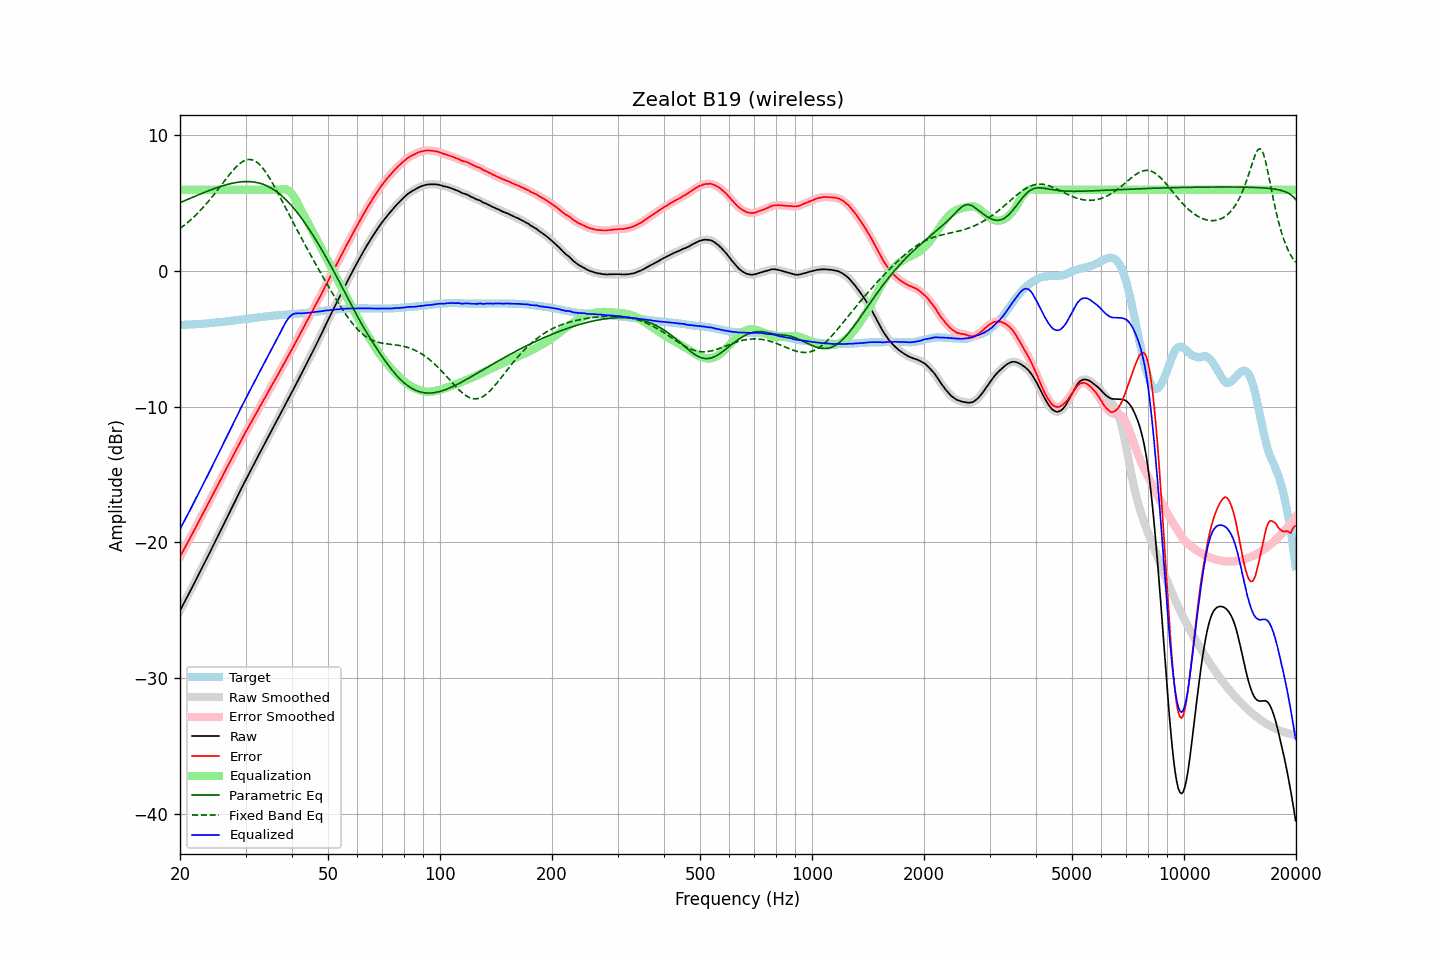 Zealot B19 (wireless)
10
0
−10
−20
−30
−40
Amplitude (dBr)
Target
Raw Smoothed
Error Smoothed
Raw
Error
Equalization
Parametric Eq
Fixed Band Eq
Equalized
20 50 100 200 500 1000 2000 5000 10000 20000
Frequency (Hz)